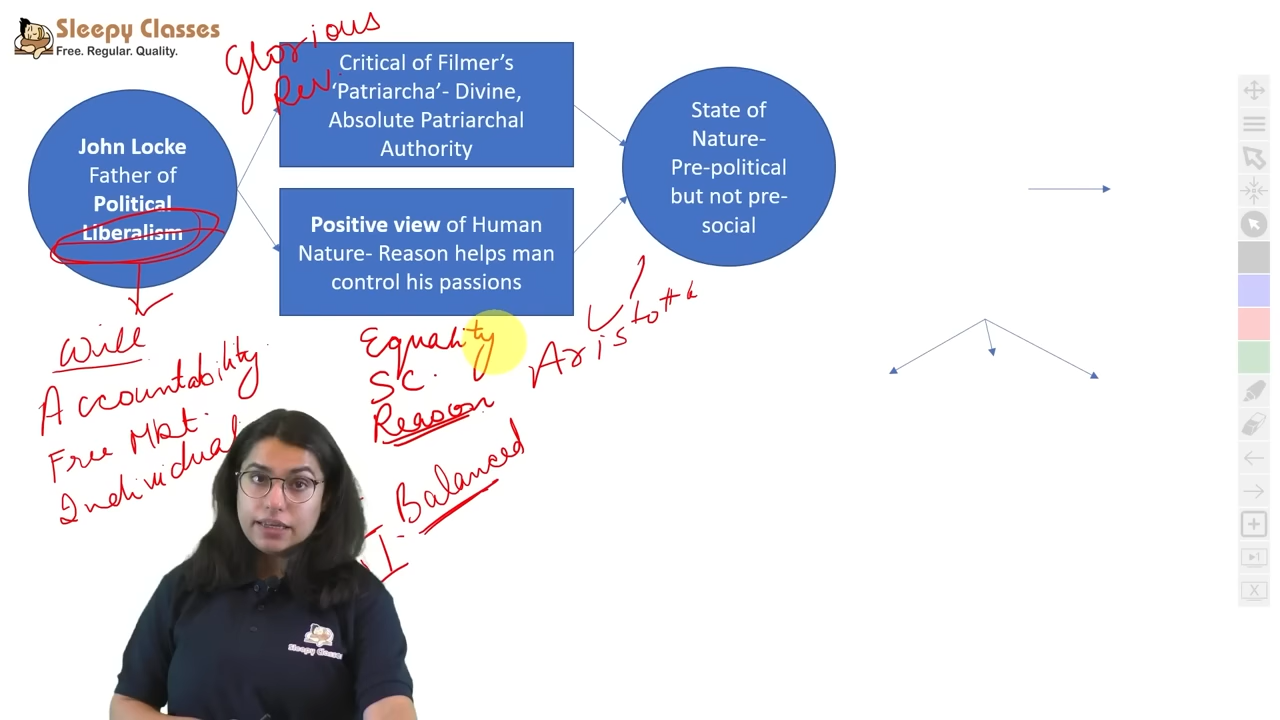 Sleepy Classes
Free. Regular. Quality.
Glorious
Rev.
John Locke
Father of
Political
Liberalism
Critical of Filmer’s
‘Patriarcha’- Divine,
Absolute Patriarchal
Authority
Positive view of Human
Nature- Reason helps man
control his passions
State of
Nature-
Pre-political
but not pre-
social
Will
Accountability
Free Mkt.
Individual
Equality
SC.
Reason
Balanced
I.
Sleepy Classes